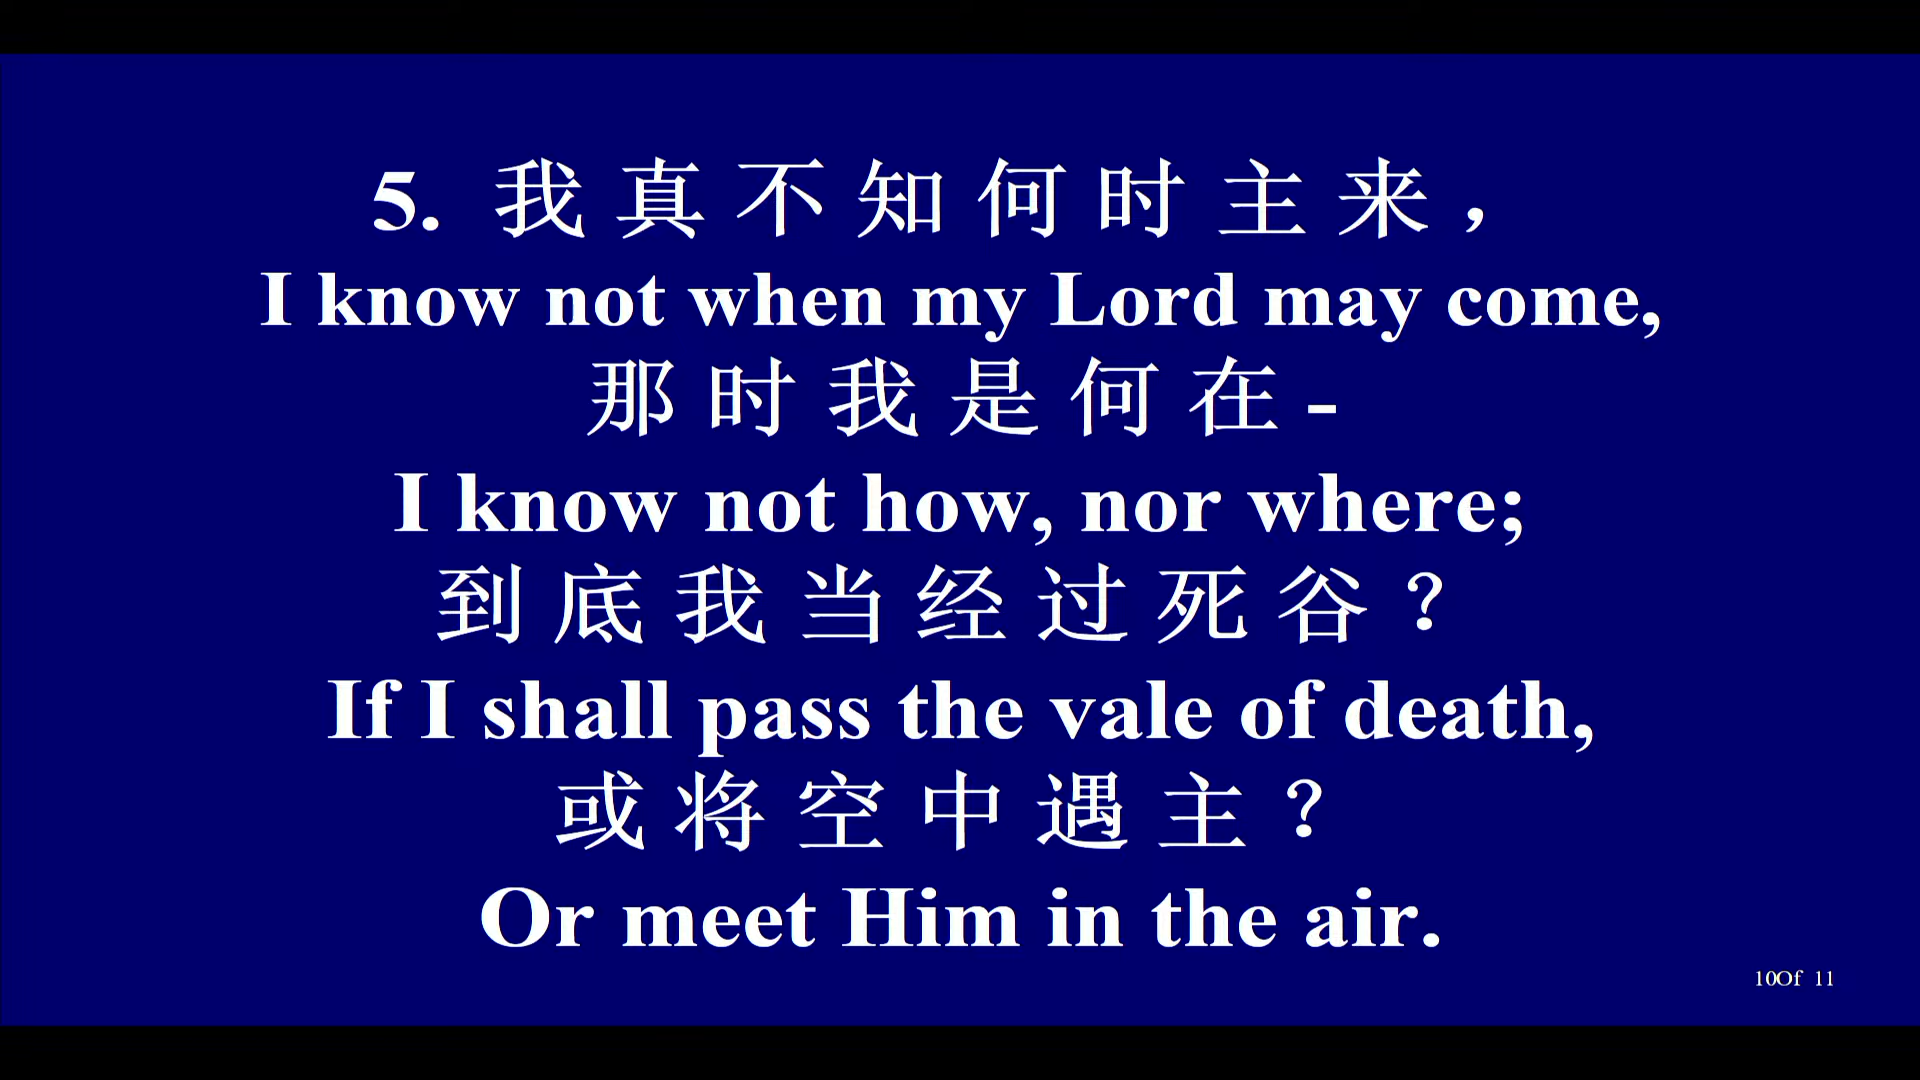 5. 我真不知何时主来，
I know not when my Lord may come,
那时我是何在-
I know not how, nor where;
到底我当经过死谷？
If I shall pass the vale of death,
或将空中遇主？
Or meet Him in the air.
10Of 11